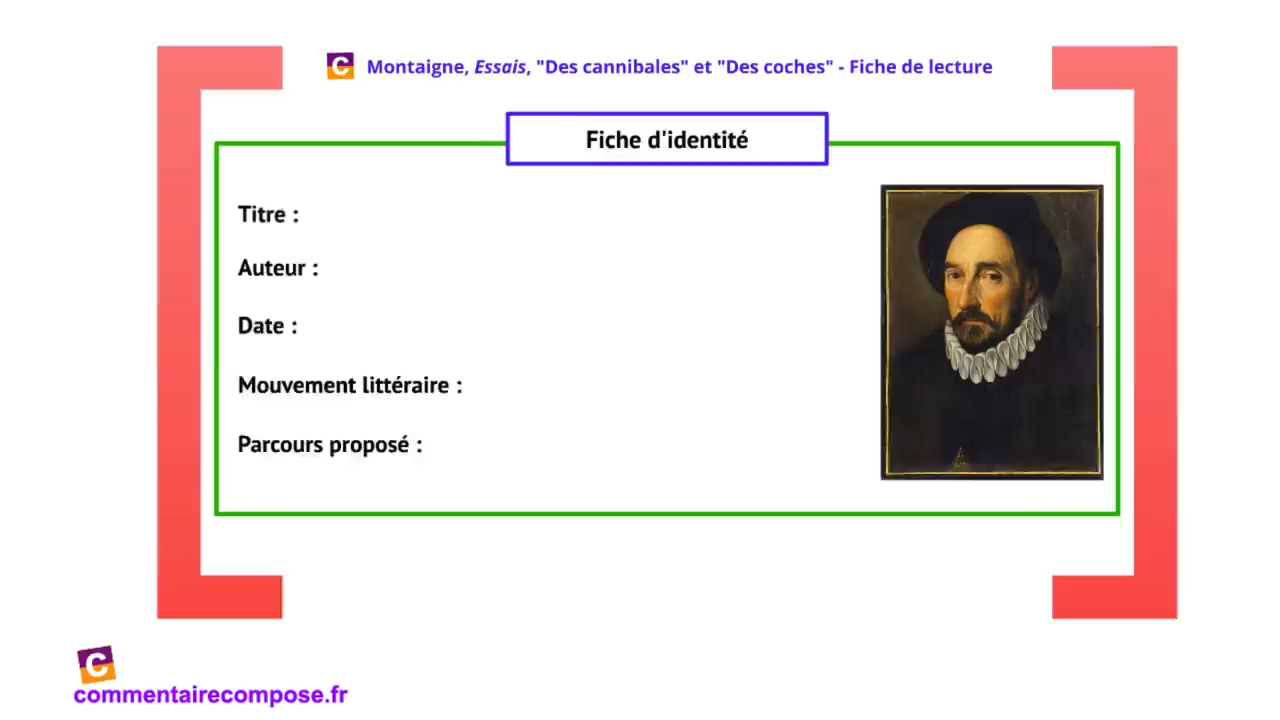 C Montaigne, Essais, "Des cannibales" et "Des coches" - Fiche de lecture
Fiche d'identité
Titre :
Auteur :
Date :
Mouvement littéraire :
Parcours proposé :
C
commentairecompose.fr